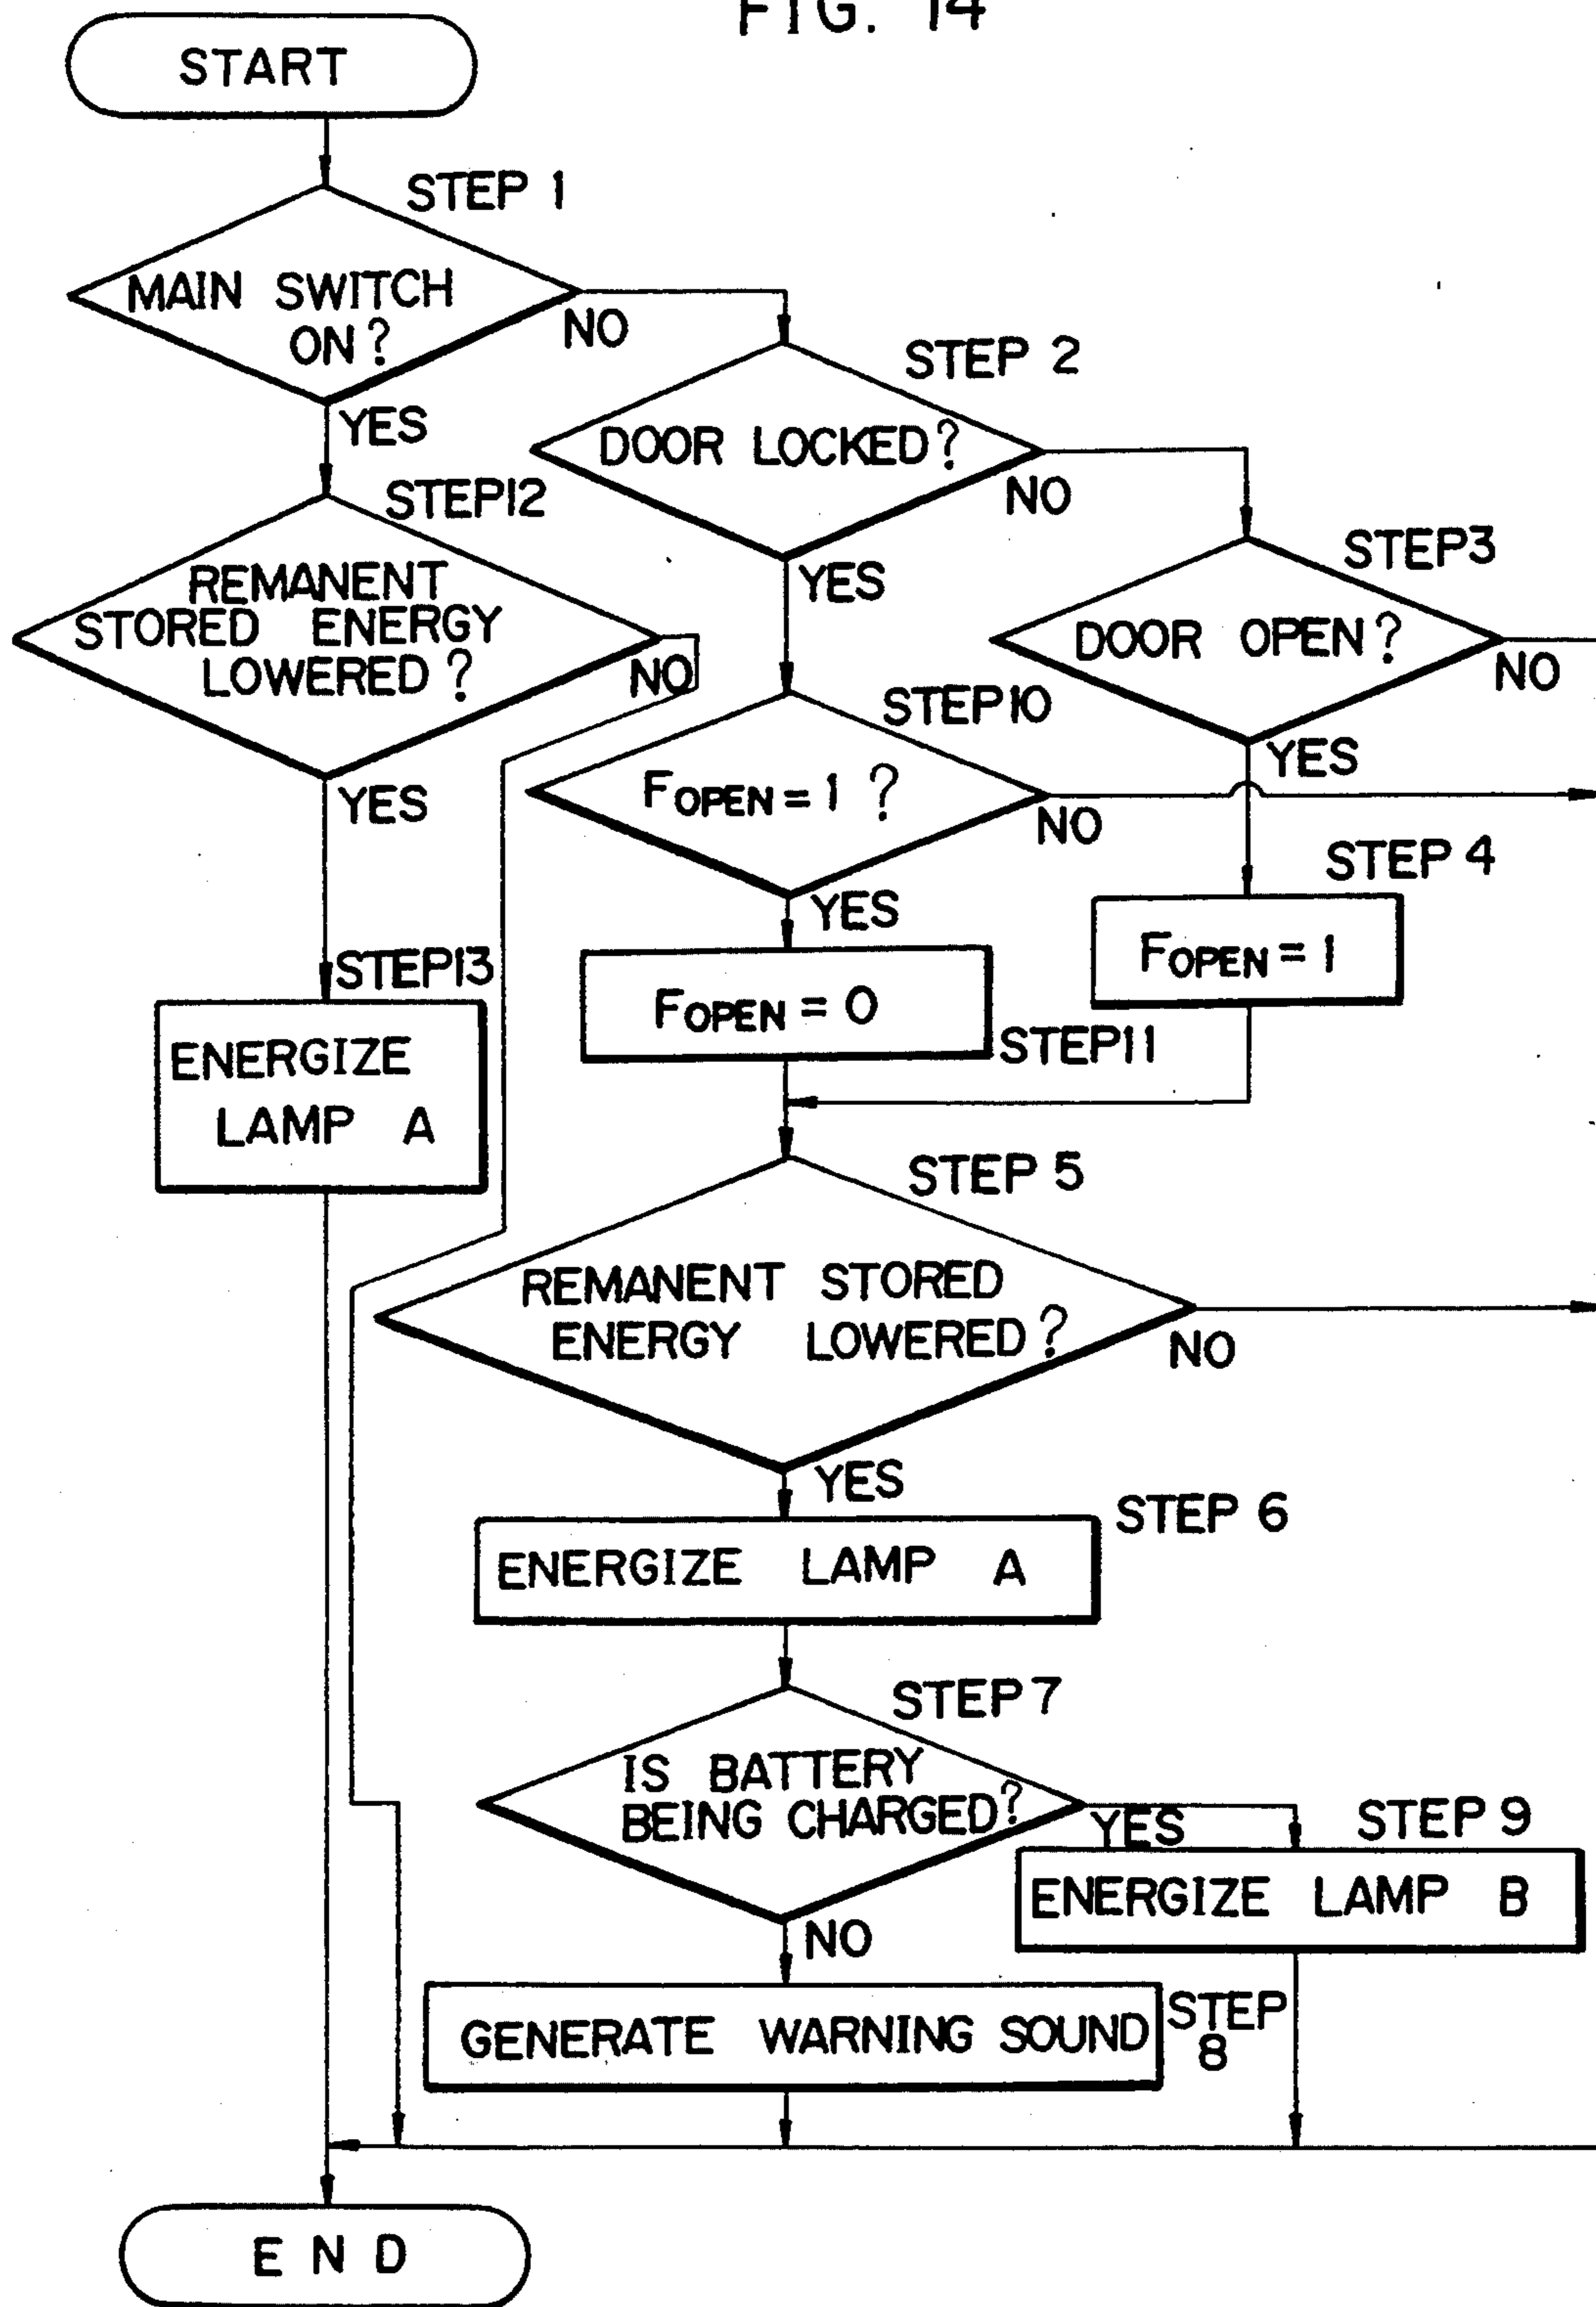 FIG. 14
START
STEP 1
MAIN SWITCH
ON?
NO
YES
STEP 2
DOOR LOCKED?
NO
YES
STEP12
REMANENT
STORED ENERGY
LOWERED?
NO
YES
STEP3
DOOR OPEN?
NO
YES
STEP10
FOPEN = 1 ?
NO
YES
STEP 4
FOPEN = 1
STEP13
ENERGIZE
LAMP A
FOPEN = 0
STEP11
STEP 5
REMANENT STORED
ENERGY LOWERED?
NO
YES
STEP 6
ENERGIZE LAMP A
STEP 7
IS BATTERY
BEING CHARGED?
YES
NO
STEP 9
ENERGIZE LAMP B
GENERATE WARNING SOUND
STEP
8
END